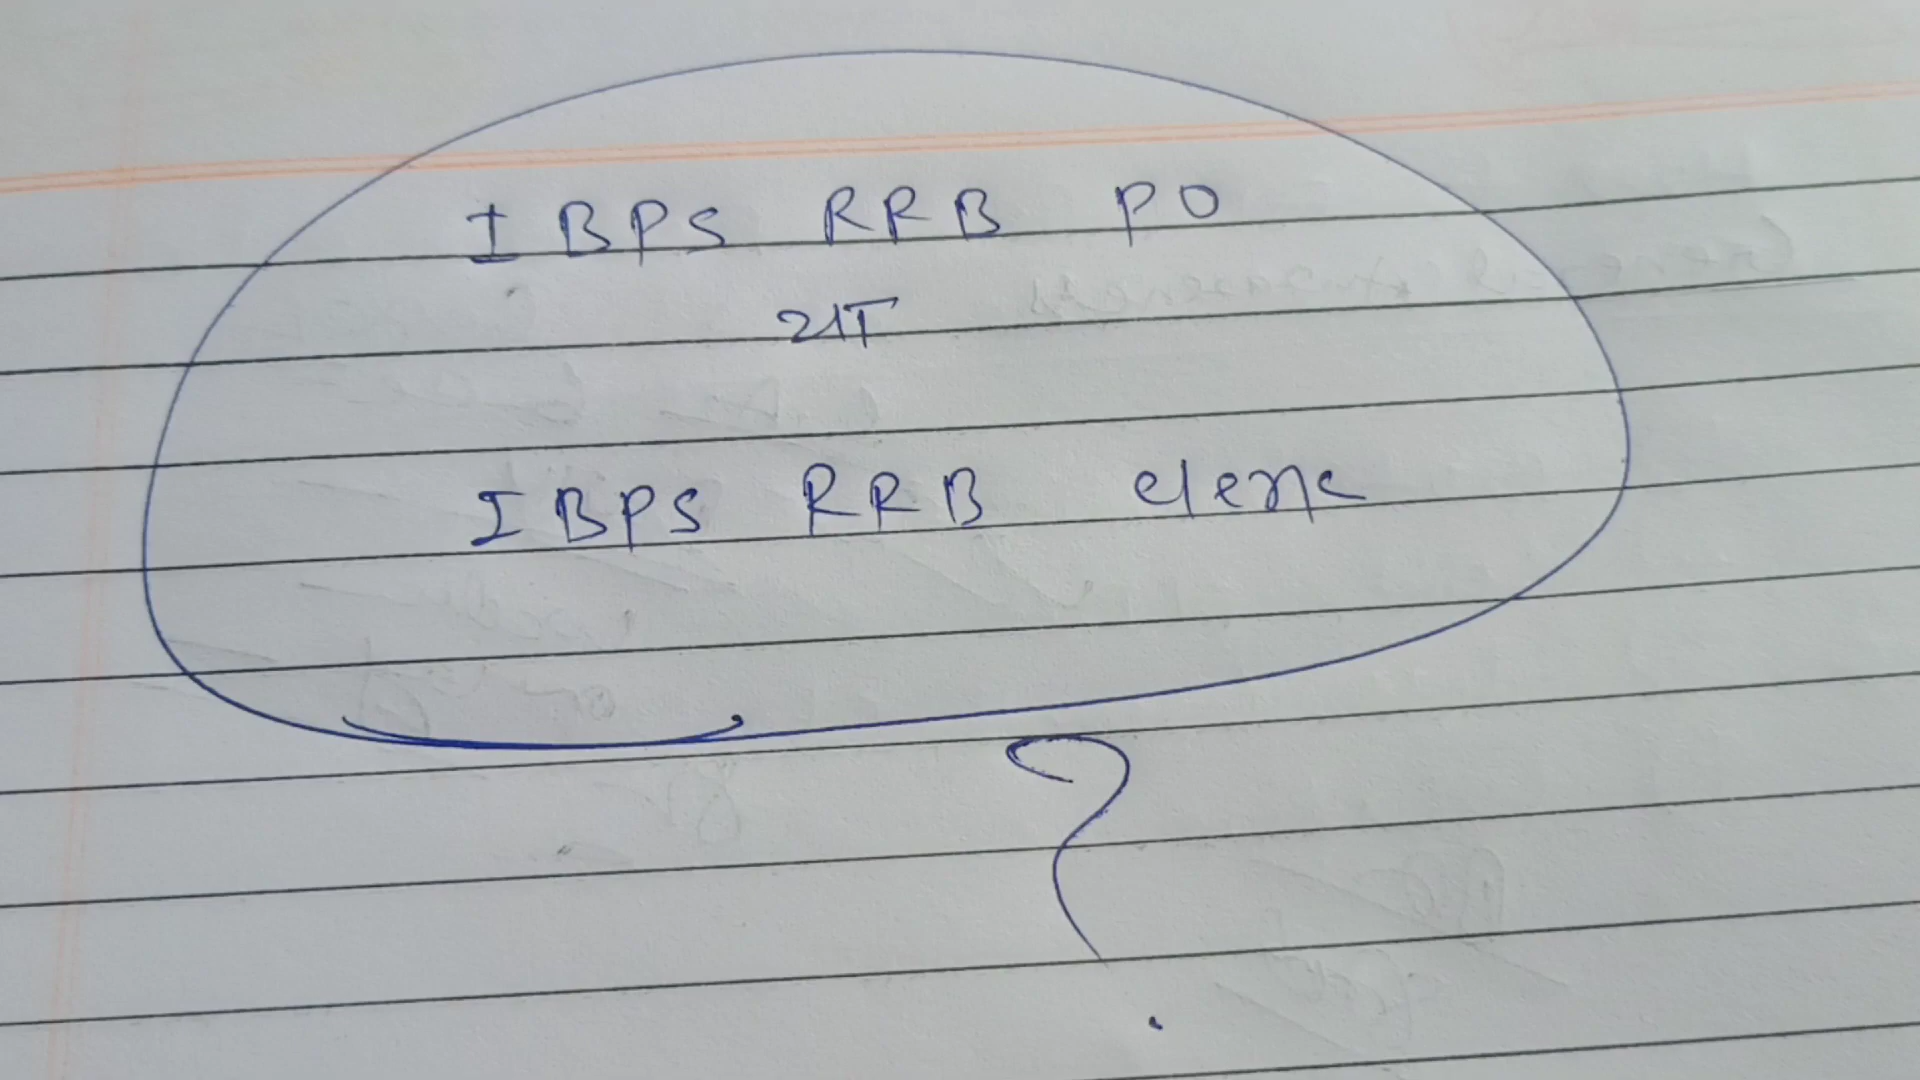 IBPS RRB PO
या
IBPS RRB clerk
?